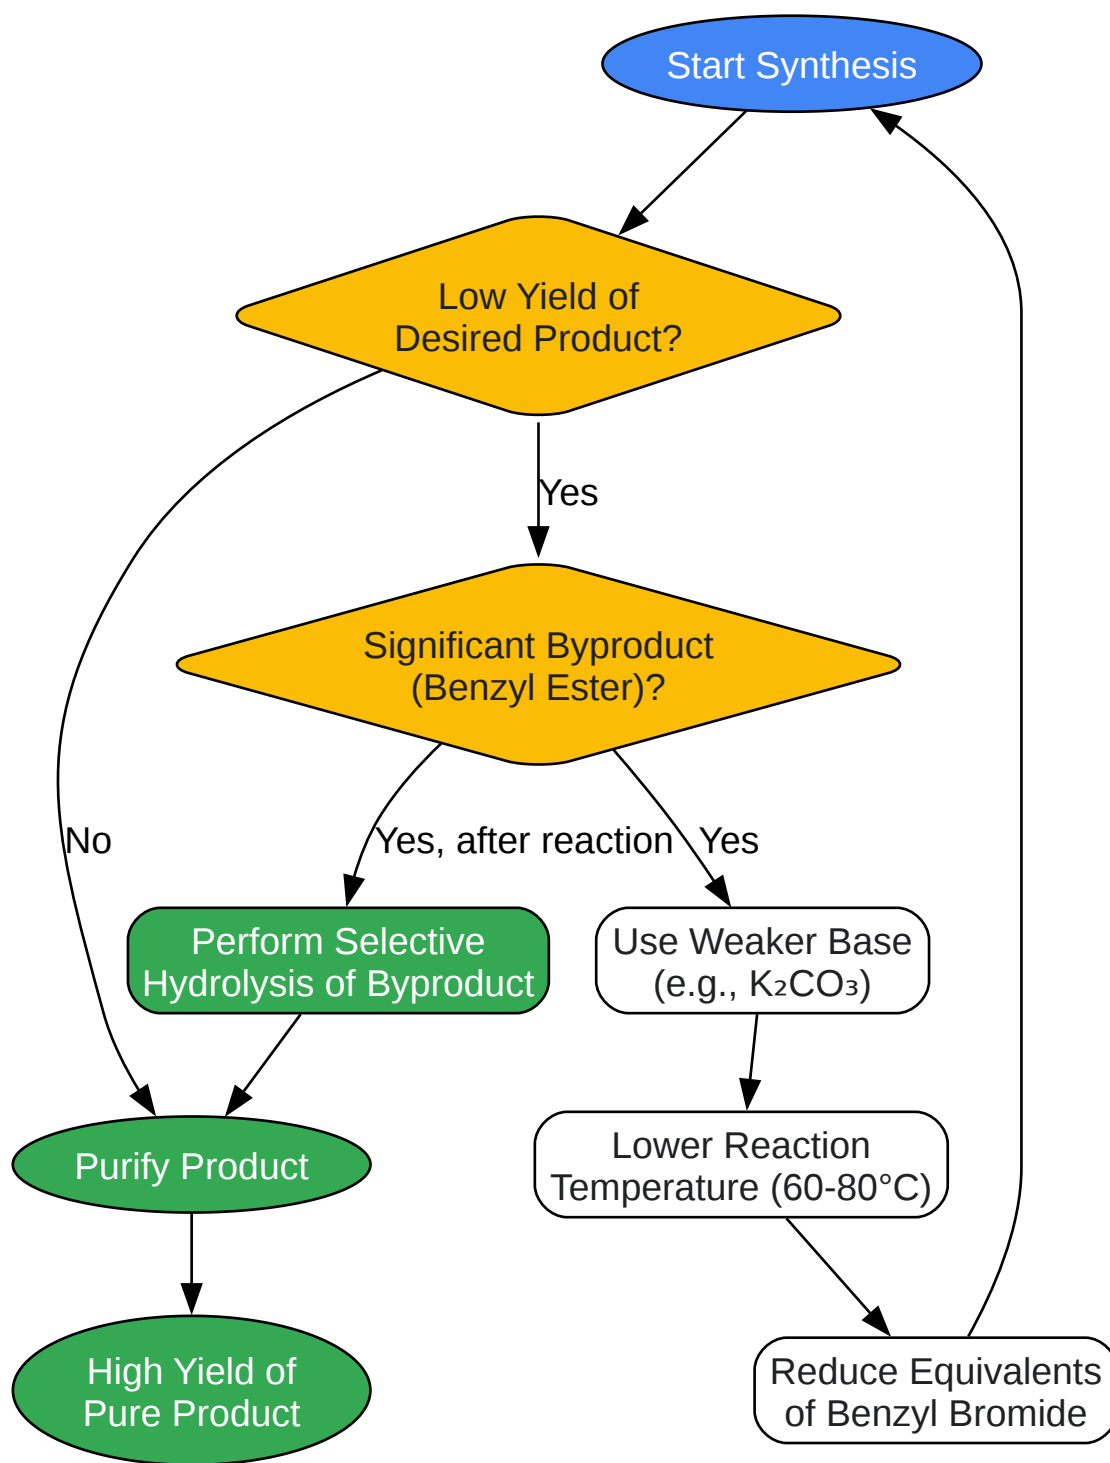 Start Synthesis
Low Yield of
Desired Product?
Yes
Significant Byproduct
(Benzyl Ester)?
No
Yes, after reaction
Yes
Perform Selective
Hydrolysis of Byproduct
Use Weaker Base
(e.g., K₂CO₃)
Lower Reaction
Temperature (60-80°C)
Purify Product
High Yield of
Pure Product
Reduce Equivalents
of Benzyl Bromide